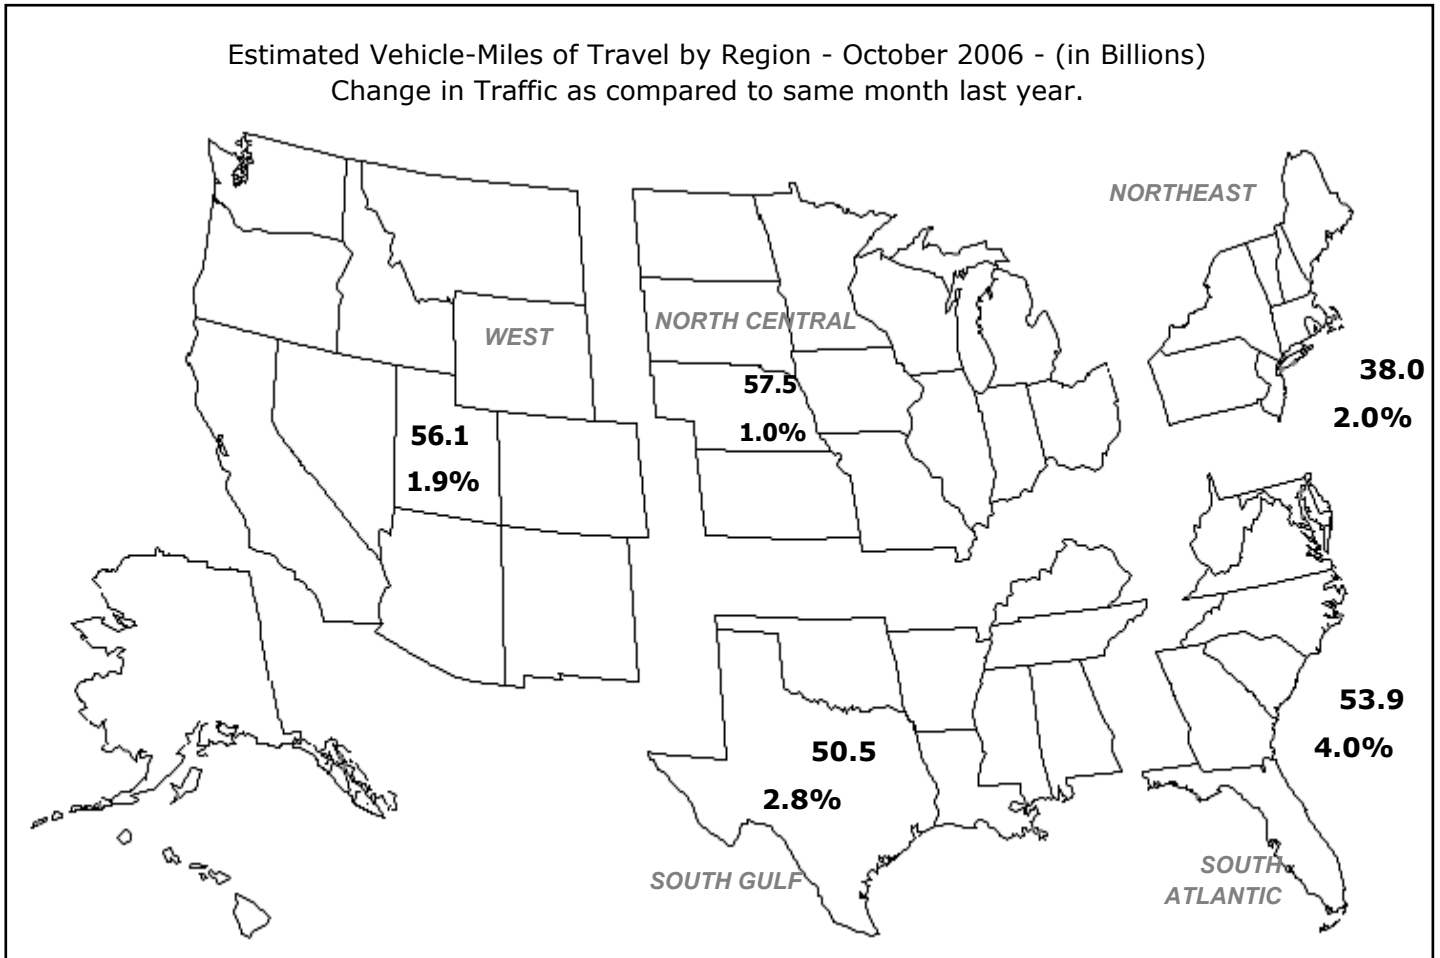 Estimated Vehicle-Miles of Travel by Region - October 2006 - (in Billions)
Change in Traffic as compared to same month last year.
NORTHEAST
WEST
NORTH CENTRAL
38.0
2.0%
57.5
1.0%
56.1
1.9%
53.9
4.0%
50.5
2.8%
SOUTH GULF
SOUTH
ATLANTIC